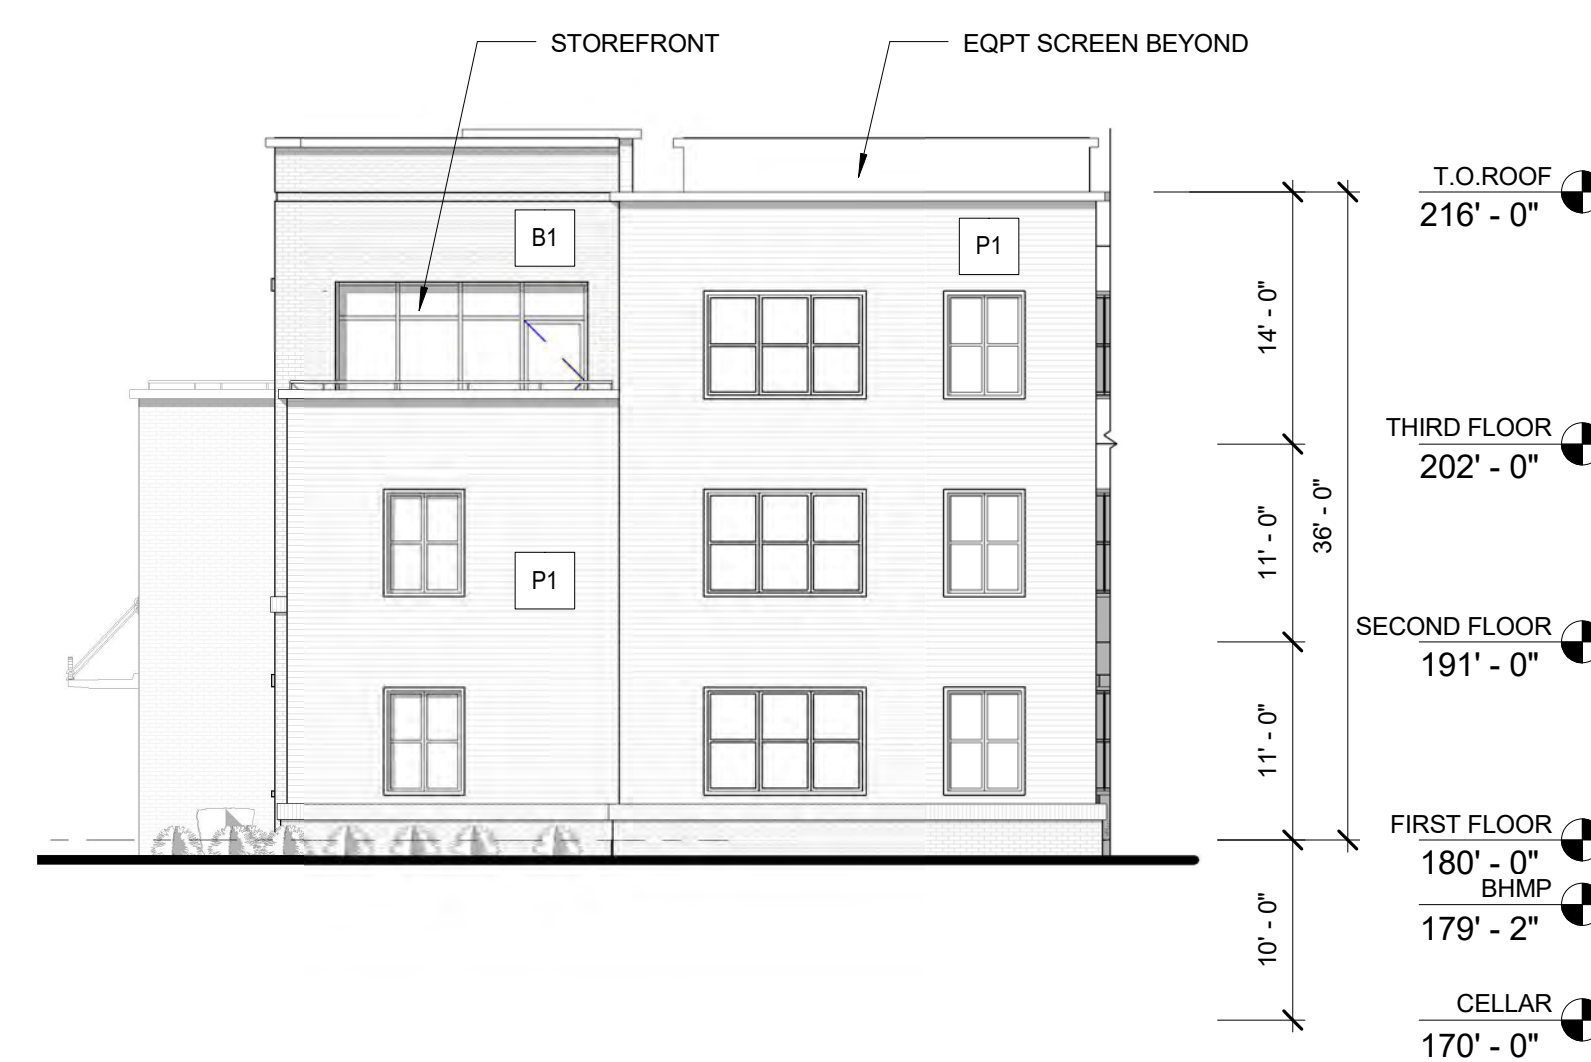 STOREFRONT
EQPT SCREEN BEYOND
B1
P1
P1
14' - 0"
11' - 0"
36' - 0"
11' - 0"
10' - 0"
T.O.ROOF
216' - 0"
THIRD FLOOR
202' - 0"
SECOND FLOOR
191' - 0"
FIRST FLOOR
180' - 0"
BHMP
179' - 2"
CELLAR
170' - 0"